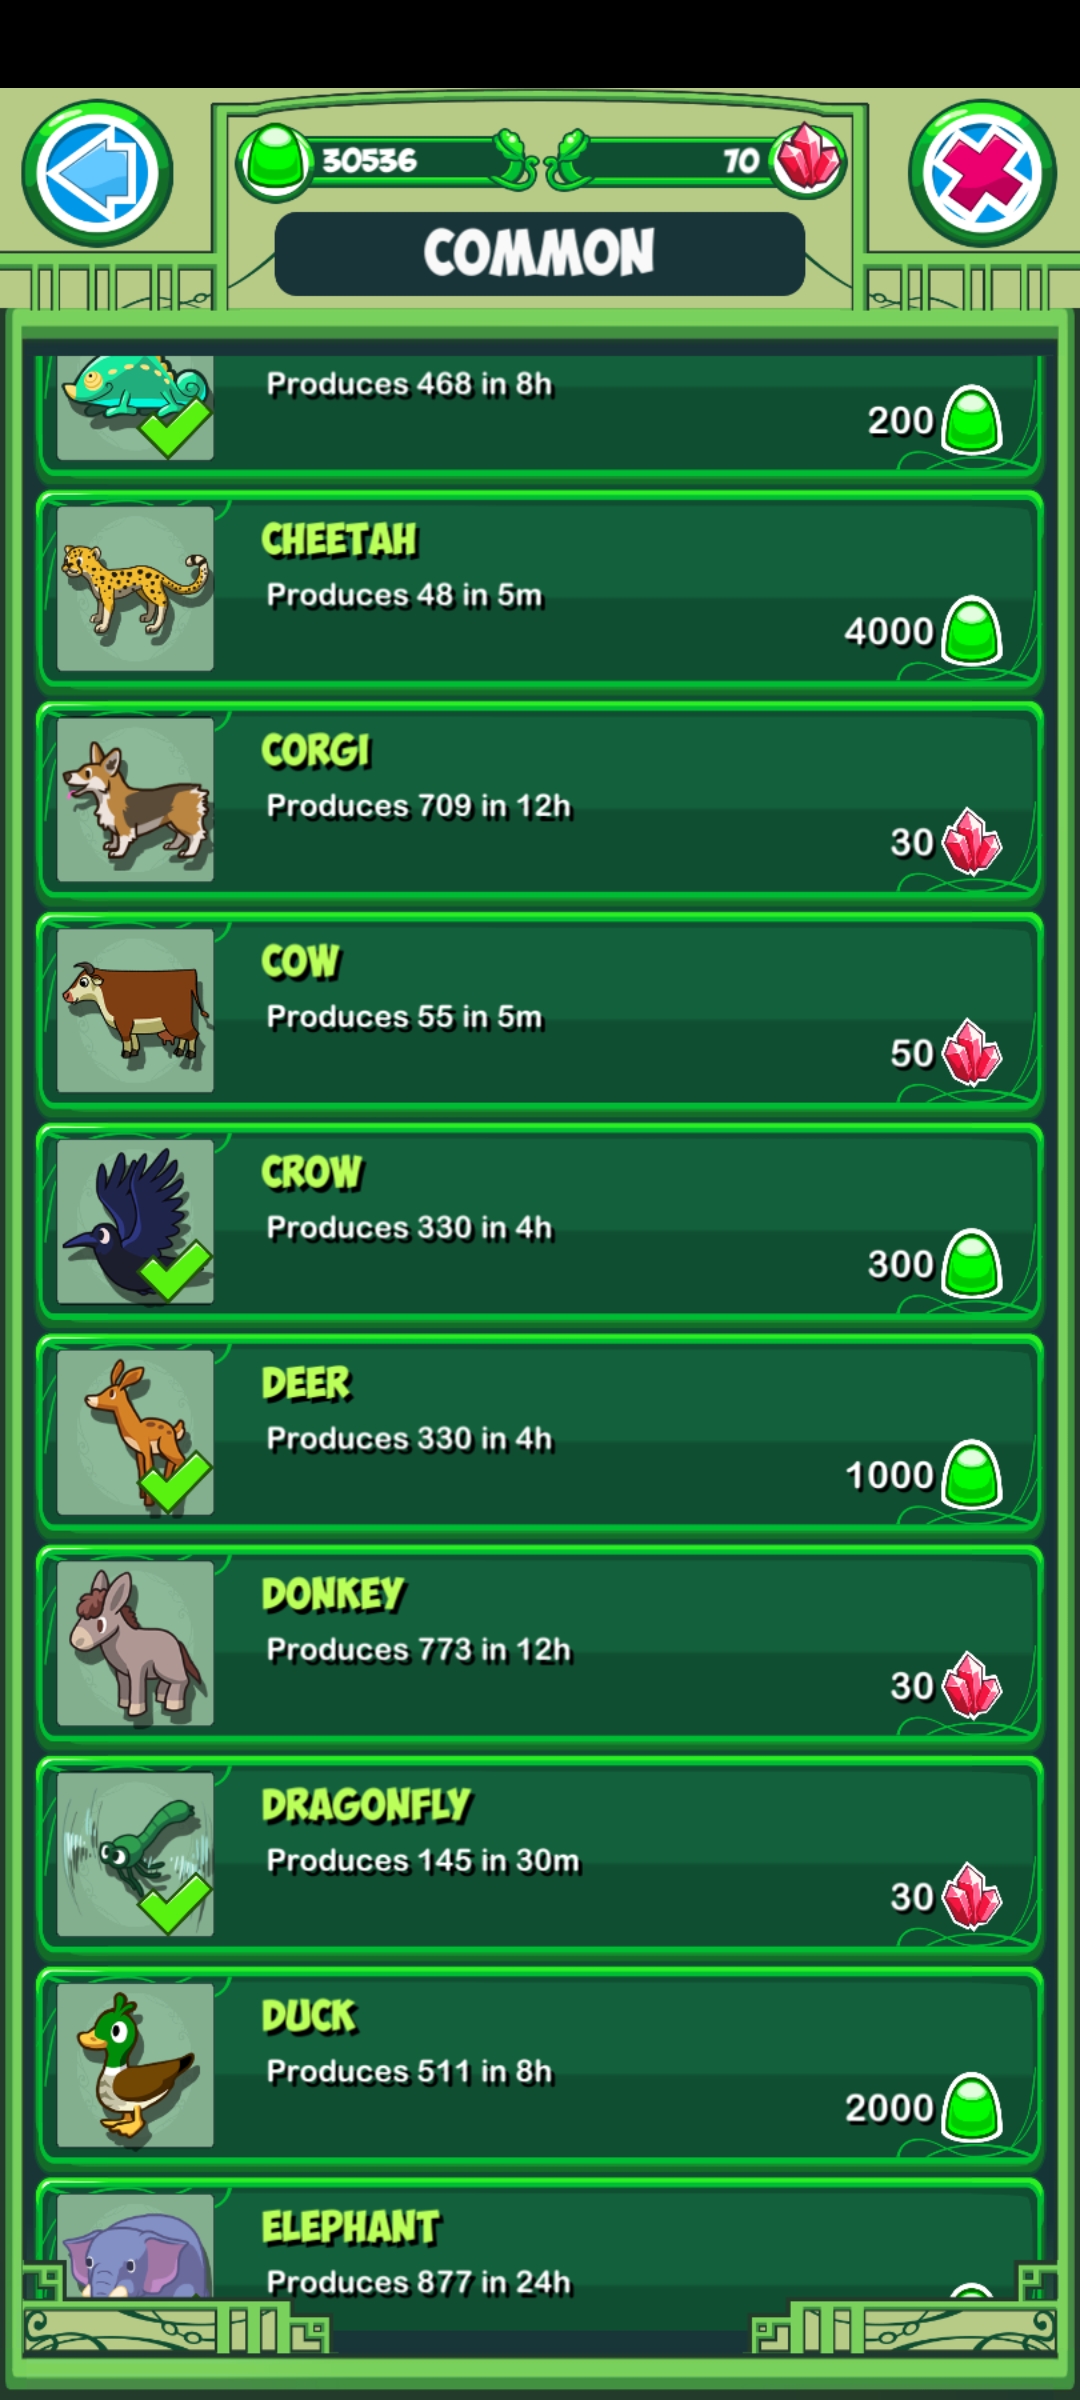 30536
70
COMMON
Produces 468 in 8h
200
CHEETAH
Produces 48 in 5m
4000
CORGI
Produces 709 in 12h
30
COW
Produces 55 in 5m
50
CROW
Produces 330 in 4h
300
DEER
Produces 330 in 4h
1000
DONKEY
Produces 773 in 12h
30
DRAGONFLY
Produces 145 in 30m
30
DUCK
Produces 511 in 8h
2000
ELEPHANT
Produces 877 in 24h